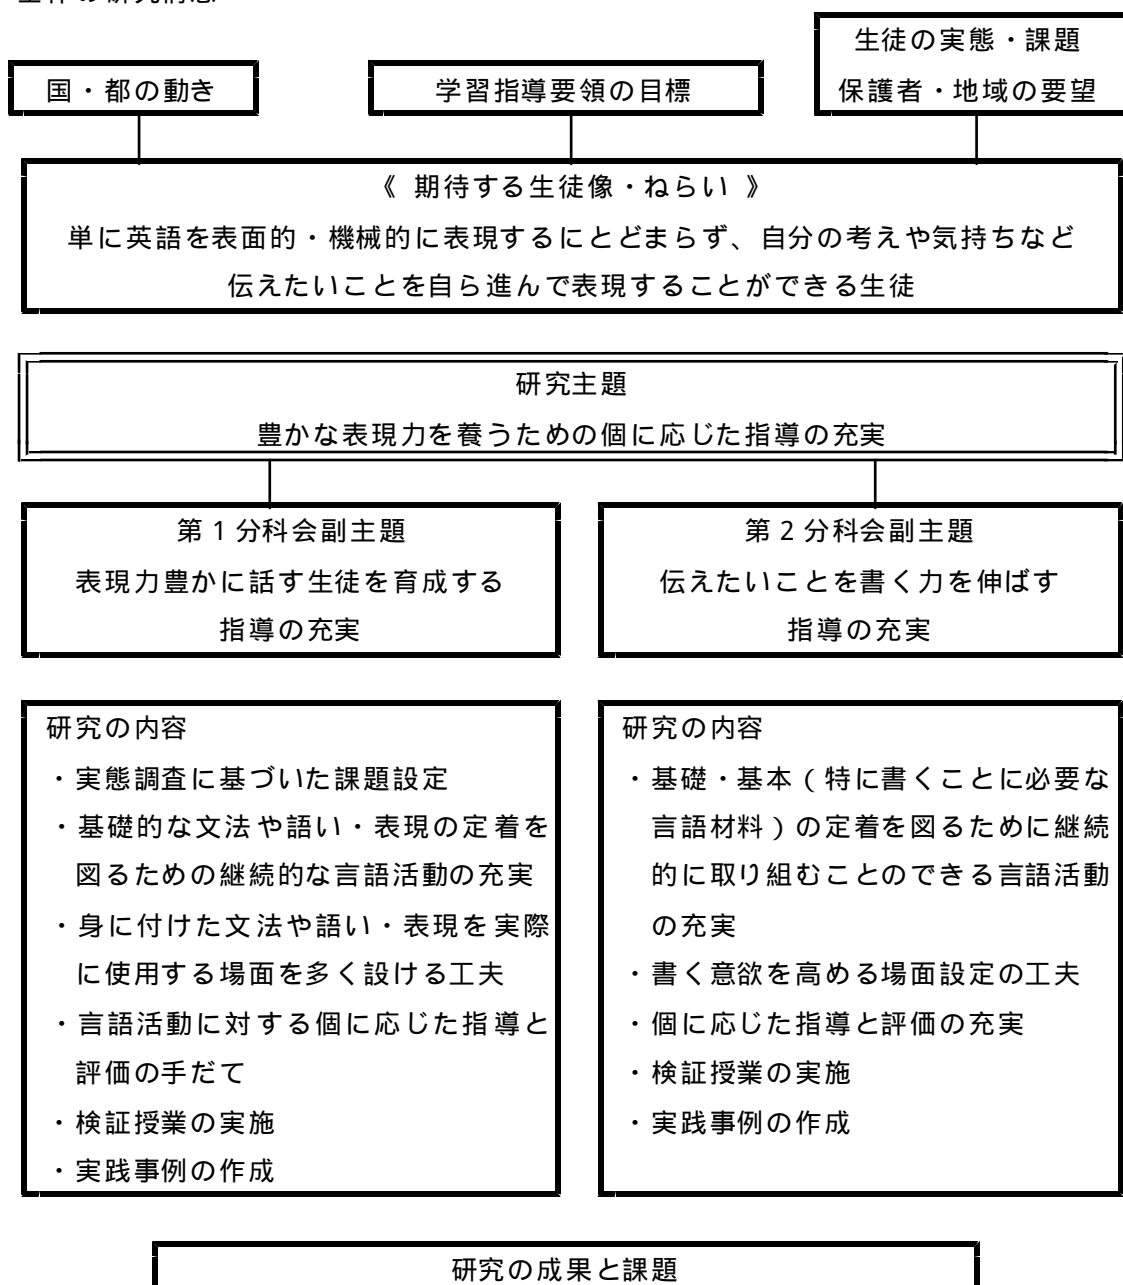 全体の研究構想
生徒の実態・課題
国・都の動き
学習指導要領の目標
保護者・地域の要望
《 期待する生徒像・ねらい 》
単に英語を表面的・機械的に表現するにとどまらず、自分の考えや気持ちなど
伝えたいことを自ら進んで表現することができる生徒
研究主題
豊かな表現力を養うための個に応じた指導の充実
第1分科会副主題
表現力豊かに話す生徒を育成する
指導の充実
第2分科会副主題
伝えたいことを書く力を伸ばす
指導の充実
研究の内容
・実態調査に基づいた課題設定
・基礎的な文法や語い・表現の定着を
図るための継続的な言語活動の充実
・身に付けた文法や語い・表現を実際
に使用する場面を多く設ける工夫
・言語活動に対する個に応じた指導と
評価の手だて
・検証授業の実施
・実践事例の作成
研究の内容
・基礎・基本(特に書くことに必要な
言語材料)の定着を図るために継続
的に取り組むことのできる言語活動
の充実
・書く意欲を高める場面設定の工夫
・個に応じた指導と評価の充実
・検証授業の実施
・実践事例の作成
研究の成果と課題